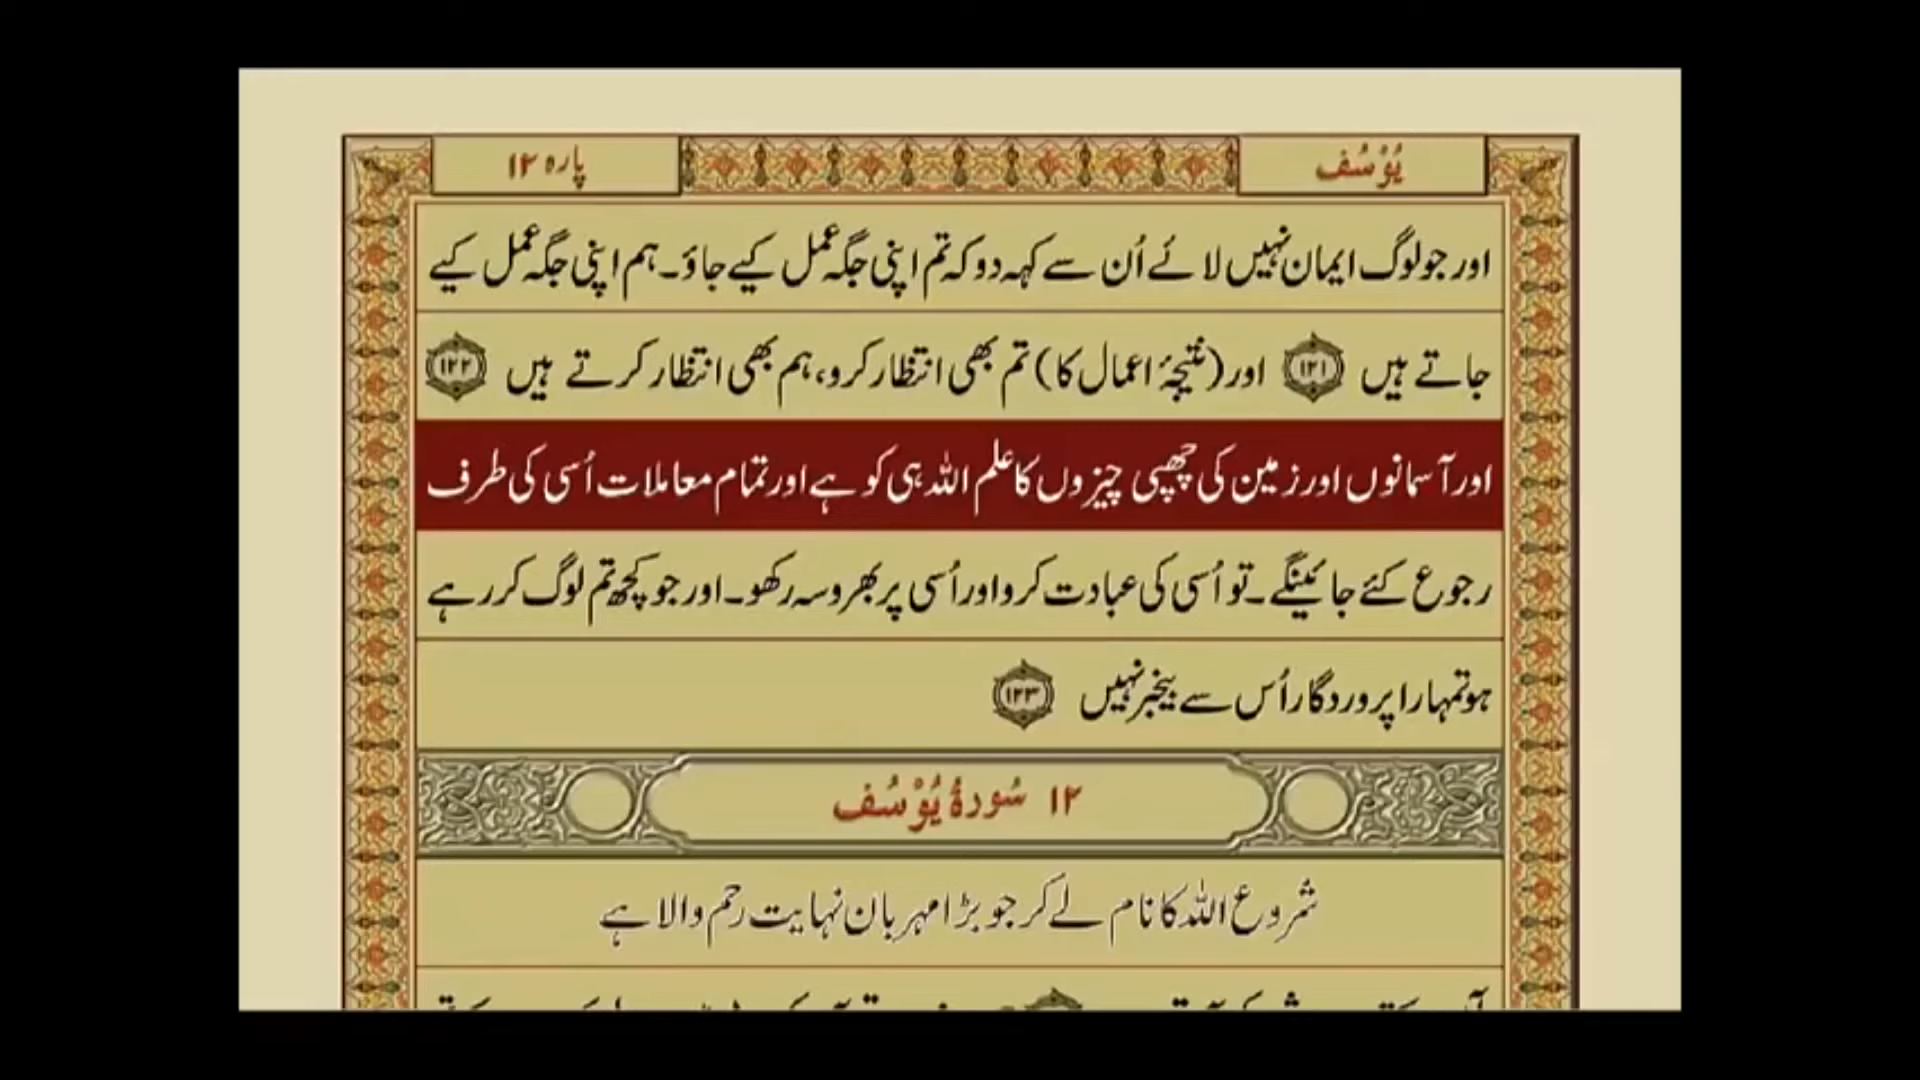 یُوْسُف پارہ ۱۲
اور جو لوگ ایمان نہیں لائے اُن سے کہہ دو کہ تم اپنی جگہ عمل کیے جاؤ۔ ہم اپنی جگہ عمل کیے
جاتے ہیں ﴿۱۲۱﴾ اور (نتیجۂ اعمال کا) تم بھی انتظار کرو، ہم بھی انتظار کرتے ہیں ﴿۱۲۲﴾
اور آسمانوں اور زمین کی چھپی چیزوں کا علم اللہ ہی کو ہے اور تمام معاملات اُسی کی طرف
رجوع کئے جائینگے۔ تو اُسی کی عبادت کرو اور اُسی پر بھروسہ رکھو۔ اور جو کچھ تم لوگ کر رہے
ہو تمہارا پروردگار اُس سے بیخبر نہیں ﴿۱۲۳﴾
۱۲ سُورۃُ یُوْسُف
شروع اللہ کا نام لے کر جو بڑا مہربان نہایت رحم والا ہے